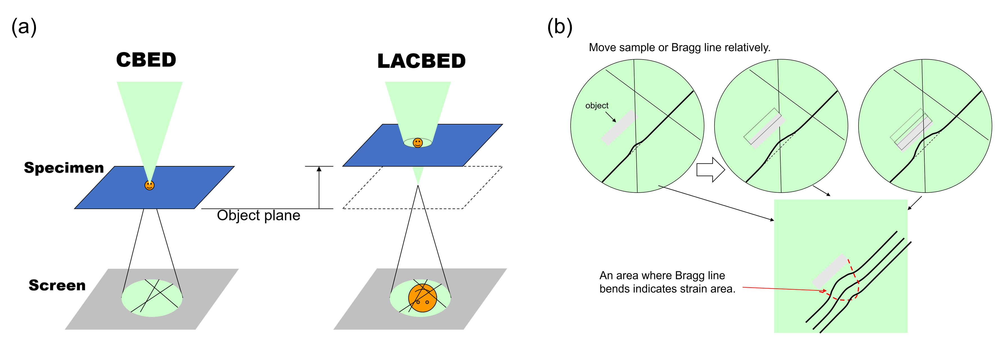 (a)
CBED
LACBED
Specimen
Object plane
Screen
(b)
Move sample or Bragg line relatively.
object
An area where Bragg line
bends indicates strain area.